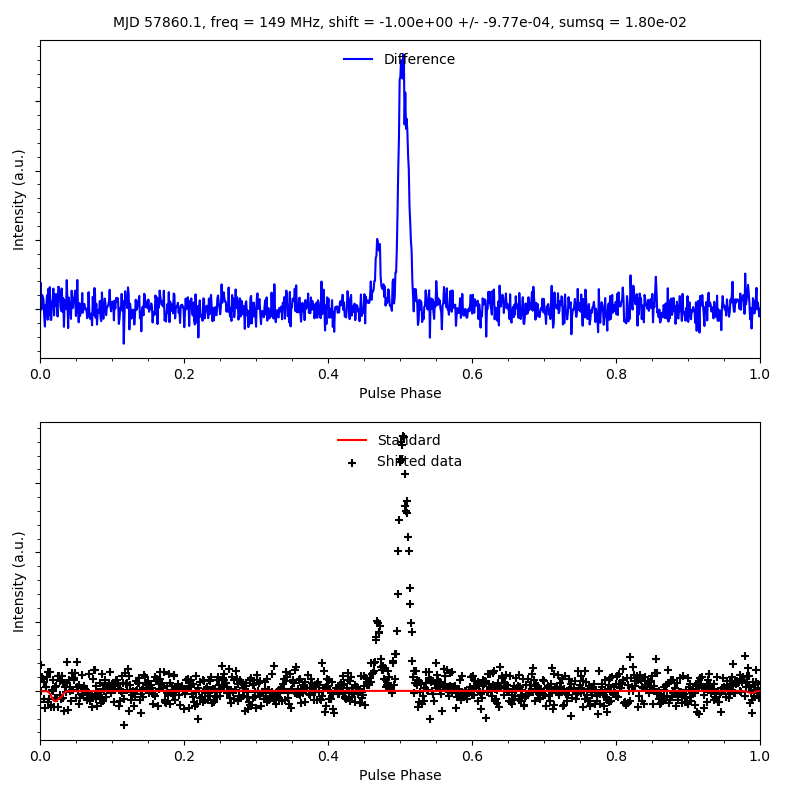 MJD 57860.1, freq = 149 MHz, shift = -1.00e+00 +/- -9.77e-04, sumsq = 1.80e-02
Difference
Intensity (a.u.)
0.0 0.2 0.4 0.6 0.8 1.0
Pulse Phase
Standard
Shifted data
Intensity (a.u.)
0.0 0.2 0.4 0.6 0.8 1.0
Pulse Phase